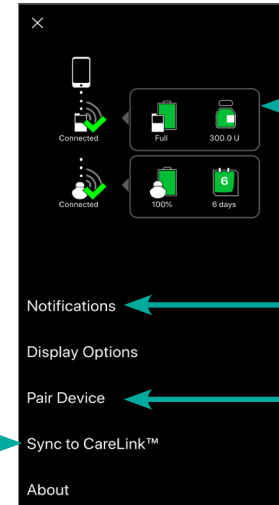 Connected Full 300.0 U
6
Connected 100% 6 days
Notifications
Display Options
Pair Device
Sync to CareLink™
About